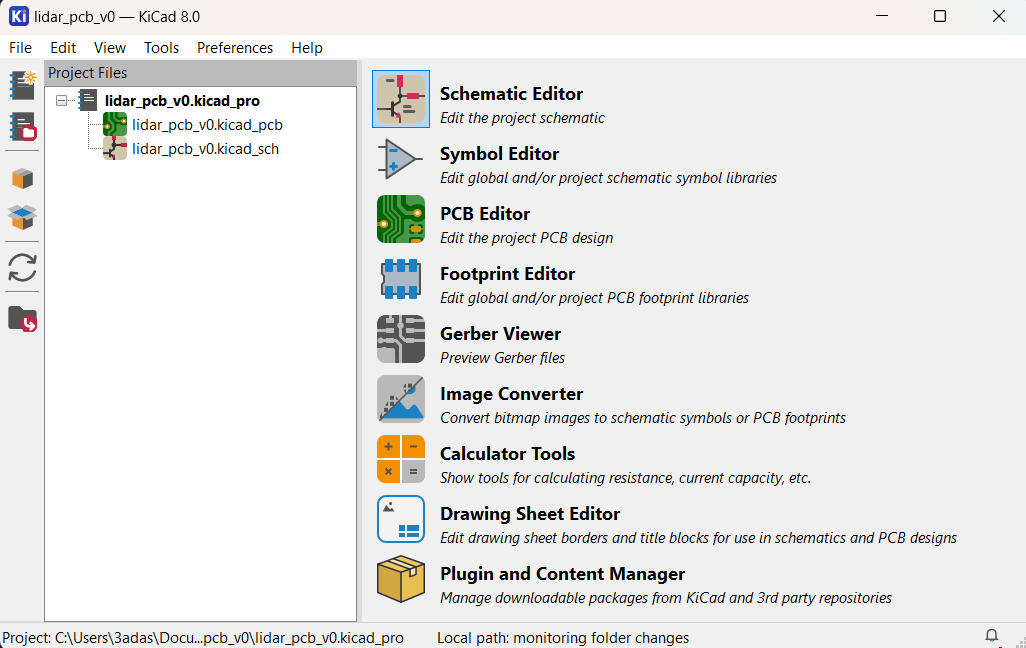 lidar_pcb_v0 — KiCad 8.0
File Edit View Tools Preferences Help
Project Files
lidar_pcb_v0.kicad_pro
lidar_pcb_v0.kicad_pcb
lidar_pcb_v0.kicad_sch
Schematic Editor
Edit the project schematic
Symbol Editor
Edit global and/or project schematic symbol libraries
PCB Editor
Edit the project PCB design
Footprint Editor
Edit global and/or project PCB footprint libraries
Gerber Viewer
Preview Gerber files
Image Converter
Convert bitmap images to schematic symbols or PCB footprints
Calculator Tools
Show tools for calculating resistance, current capacity, etc.
Drawing Sheet Editor
Edit drawing sheet borders and title blocks for use in schematics and PCB designs
Plugin and Content Manager
Manage downloadable packages from KiCad and 3rd party repositories
Project: C:\Users\3adas\Docu...pcb_v0\lidar_pcb_v0.kicad_pro Local path: monitoring folder changes